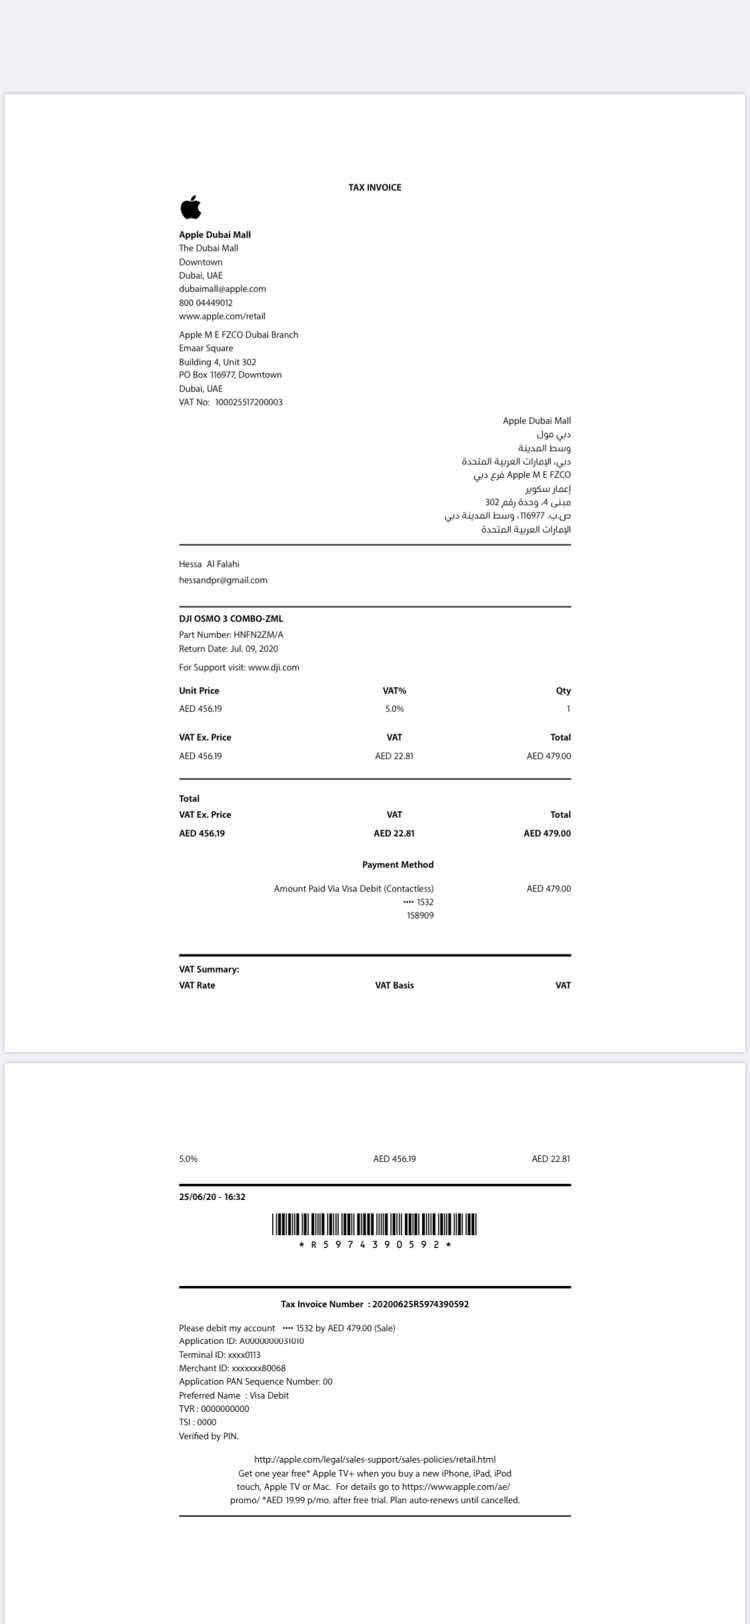 TAX INVOICE
Apple Dubai Mall
The Dubai Mall
Downtown
Dubai, UAE
dubaimall@apple.com
800 04449012
www.apple.com/retail
Apple M E FZCO Dubai Branch
Emaar Square
Building 4, Unit 302
PO Box 116977, Downtown
Dubai, UAE
VAT No:  100025517200003
Apple Dubai Mall
دبي مول
وسط المدينة
دبي، الإمارات العربية المتحدة
Apple M E FZCO فرع دبي
إعمار سكوير
مبنى 4، وحدة رقم 302
ص.ب. 116977، وسط المدينة دبي
الإمارات العربية المتحدة
Hessa  Al Falahi
hessandpr@gmail.com
DJI OSMO 3 COMBO-ZML
Part Number: HNFN2ZM/A
Return Date: Jul. 09, 2020
For Support visit: www.dji.com
Unit Price VAT% Qty
AED 456.19 5.0% 1
VAT Ex. Price VAT Total
AED 456.19 AED 22.81 AED 479.00
Total
VAT Ex. Price VAT Total
AED 456.19 AED 22.81 AED 479.00
Payment Method
Amount Paid Via Visa Debit (Contactless) AED 479.00
•••• 1532
158909
VAT Summary:
VAT Rate VAT Basis VAT
5.0% AED 456.19 AED 22.81
25/06/20 - 16:32
*R5974390592*
Tax Invoice Number  : 20200625R5974390592
Please debit my account  •••• 1532 by AED 479.00 (Sale)
Application ID: A0000000031010
Terminal ID: xxxx0113
Merchant ID: xxxxxxx80068
Application PAN Sequence Number: 00
Preferred Name  : Visa Debit
TVR : 0000000000
TSI : 0000
Verified by PIN.
http://apple.com/legal/sales-support/sales-policies/retail.html
Get one year free* Apple TV+ when you buy a new iPhone, iPad, iPod
touch, Apple TV or Mac.  For details go to https://www.apple.com/ae/
promo/ *AED 19.99 p/mo. after free trial. Plan auto-renews until cancelled.